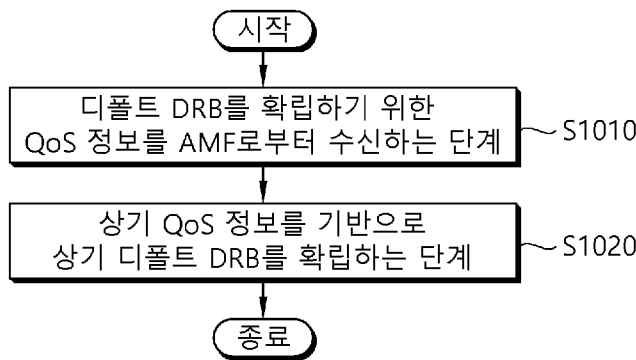 시작
디폴트 DRB를 확립하기 위한
QoS 정보를 AMF로부터 수신하는 단계
S1010
상기 QoS 정보를 기반으로
상기 디폴트 DRB를 확립하는 단계
S1020
종료